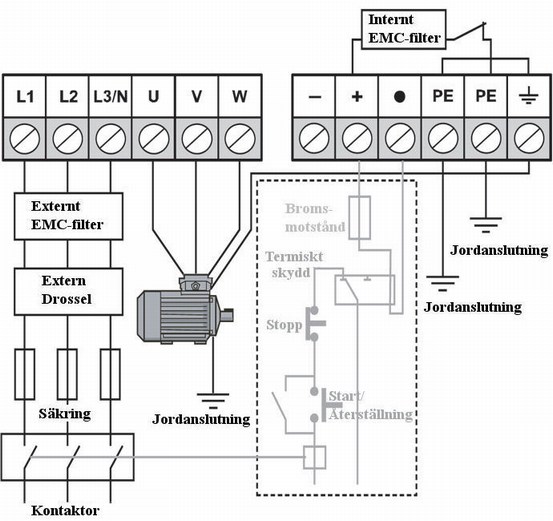 Internt
EMC-filter
L1 L2 L3/N U V W
− + ● PE PE
Externt
EMC-filter
Broms-
motstånd
Jordanslutning
Termiskt
skydd
Extern
Drossel
Jordanslutning
Stopp
Säkring
Jordanslutning
Start/
Återställning
Kontaktor